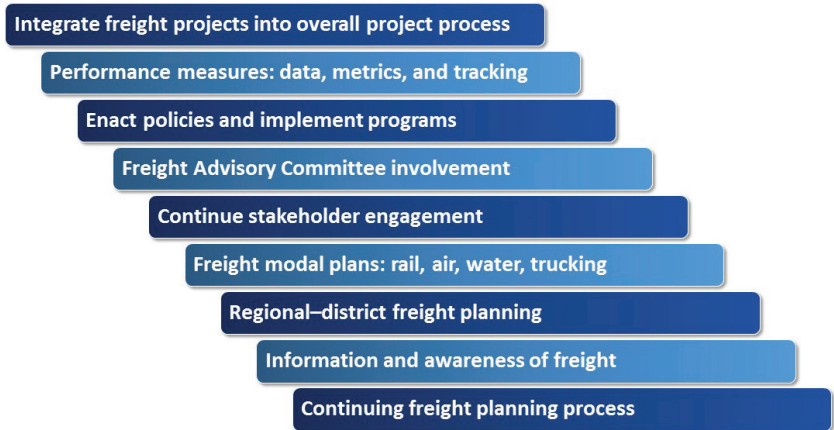 Integrate freight projects into overall project process
Performance measures: data, metrics, and tracking
Enact policies and implement programs
Freight Advisory Committee involvement
Continue stakeholder engagement
Freight modal plans: rail, air, water, trucking
Regional–district freight planning
Information and awareness of freight
Continuing freight planning process